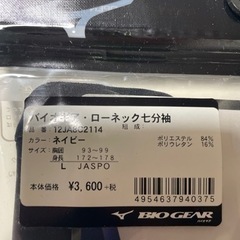 バイオギア・ローネック七分袖
品 番：12JA8C2114 組 成：
カラー：ネイビー ポリエステル 84%
ポリウレタン 16%
サイズ：胸囲 93～99
身長 172～178
L JASPO
本体価格 ¥3,600+税
4954637940375
BIO GEAR